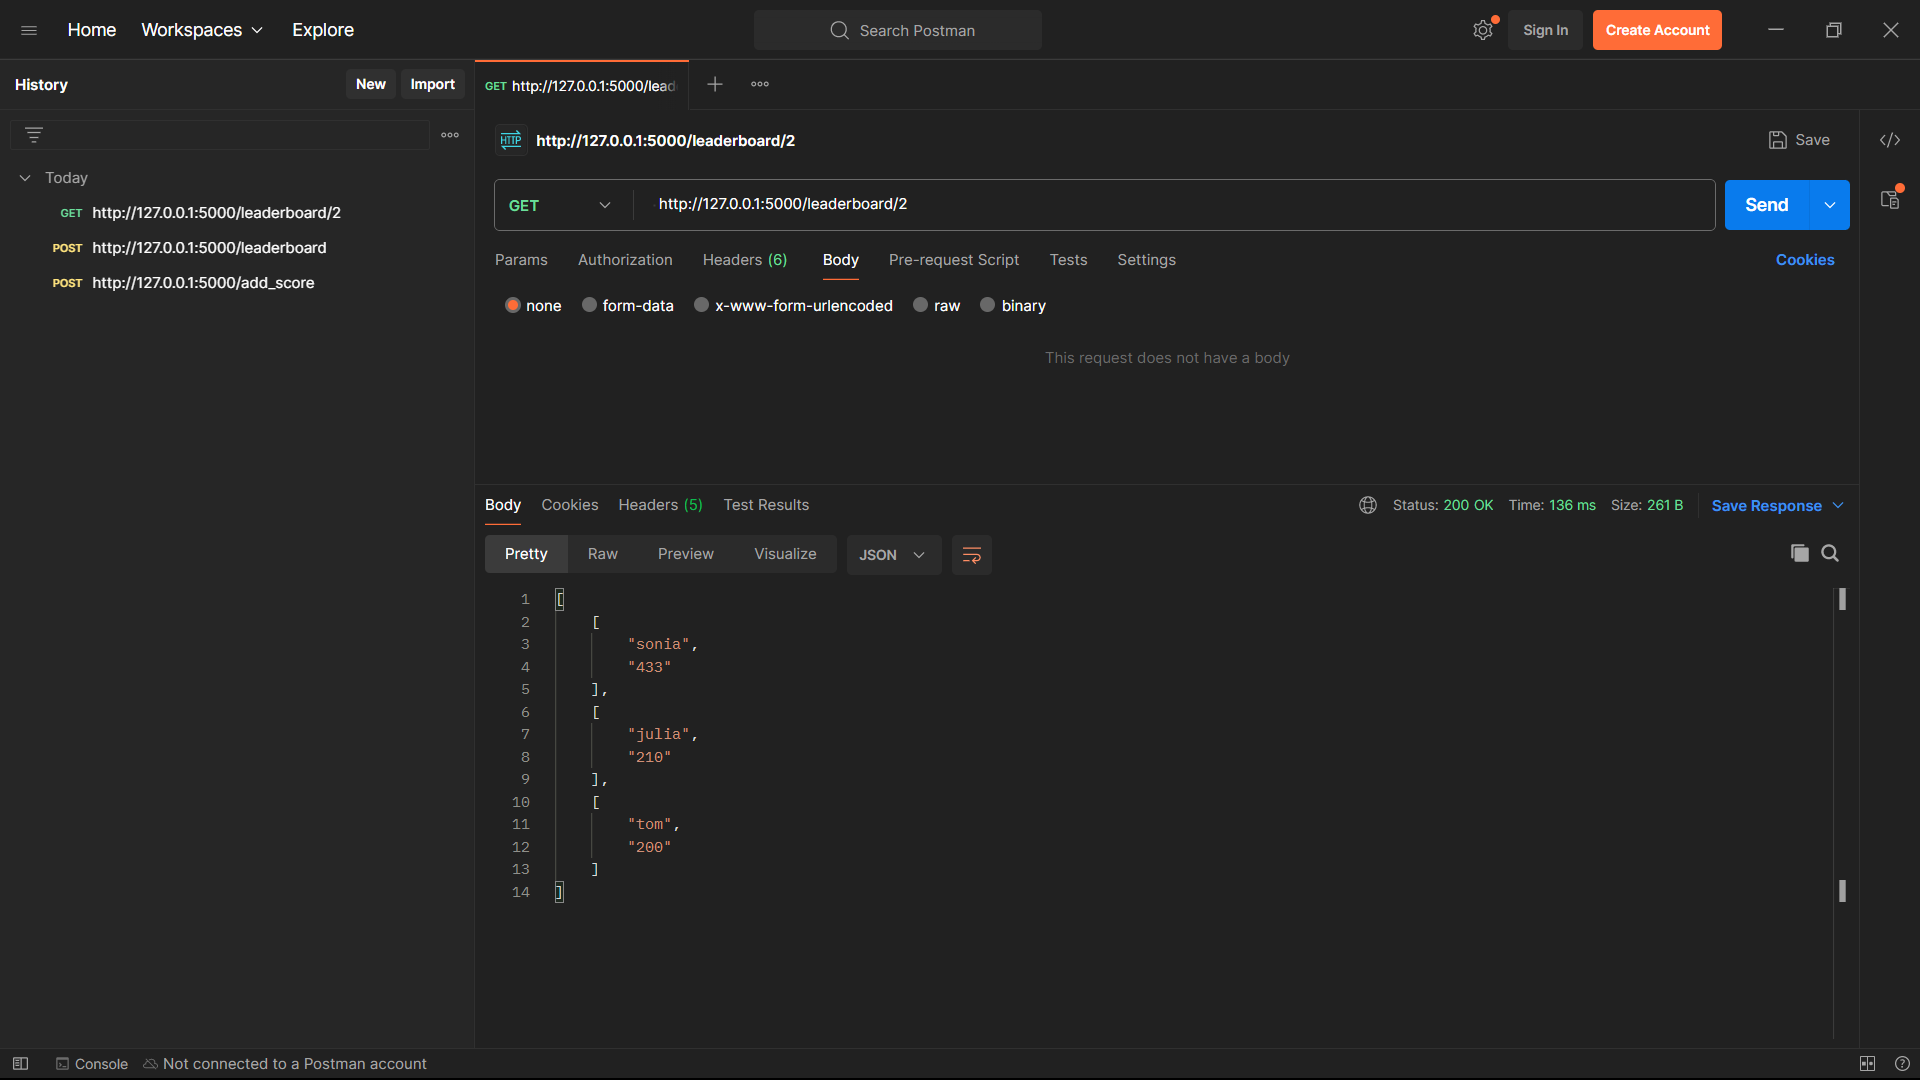 Home Workspaces Explore Search Postman Sign In Create Account
History New Import
GET http://127.0.0.1:5000/lead
HTTP http://127.0.0.1:5000/leaderboard/2 Save
Today
GET http://127.0.0.1:5000/leaderboard/2
POST http://127.0.0.1:5000/leaderboard
POST http://127.0.0.1:5000/add_score
GET http://127.0.0.1:5000/leaderboard/2 Send
Params Authorization Headers (6) Body Pre-request Script Tests Settings Cookies
none form-data x-www-form-urlencoded raw binary
This request does not have a body
Body Cookies Headers (5) Test Results Status: 200 OK Time: 136 ms Size: 261 B Save Response
Pretty Raw Preview Visualize JSON
1 [
2 [
3 "sonia",
4 "433"
5 ],
6 [
7 "julia",
8 "210"
9 ],
10 [
11 "tom",
12 "200"
13 ]
14 ]
Console Not connected to a Postman account